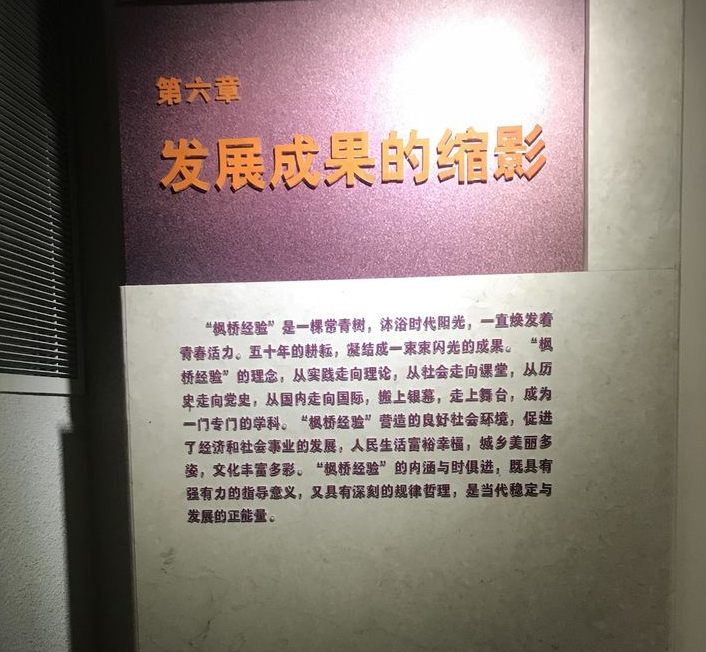 第六章
发展成果的缩影
“枫桥经验”是一棵常青树，沐浴时代阳光，一直焕发着
青春活力。五十年的耕耘，凝结成一束束闪光的成果。“枫
桥经验”的理念，从实践走向理论，从社会走向课堂，从历
史走向党史，从国内走向国际，搬上银幕，走上舞台，成为
一门专门的学科。“枫桥经验”营造的良好社会环境，促进
了经济和社会事业的发展，人民生活富裕幸福，城乡美丽多
姿，文化丰富多彩。“枫桥经验”的内涵与时俱进，既具有
强有力的指导意义，又具有深刻的规律哲理，是当代稳定与
发展的正能量。